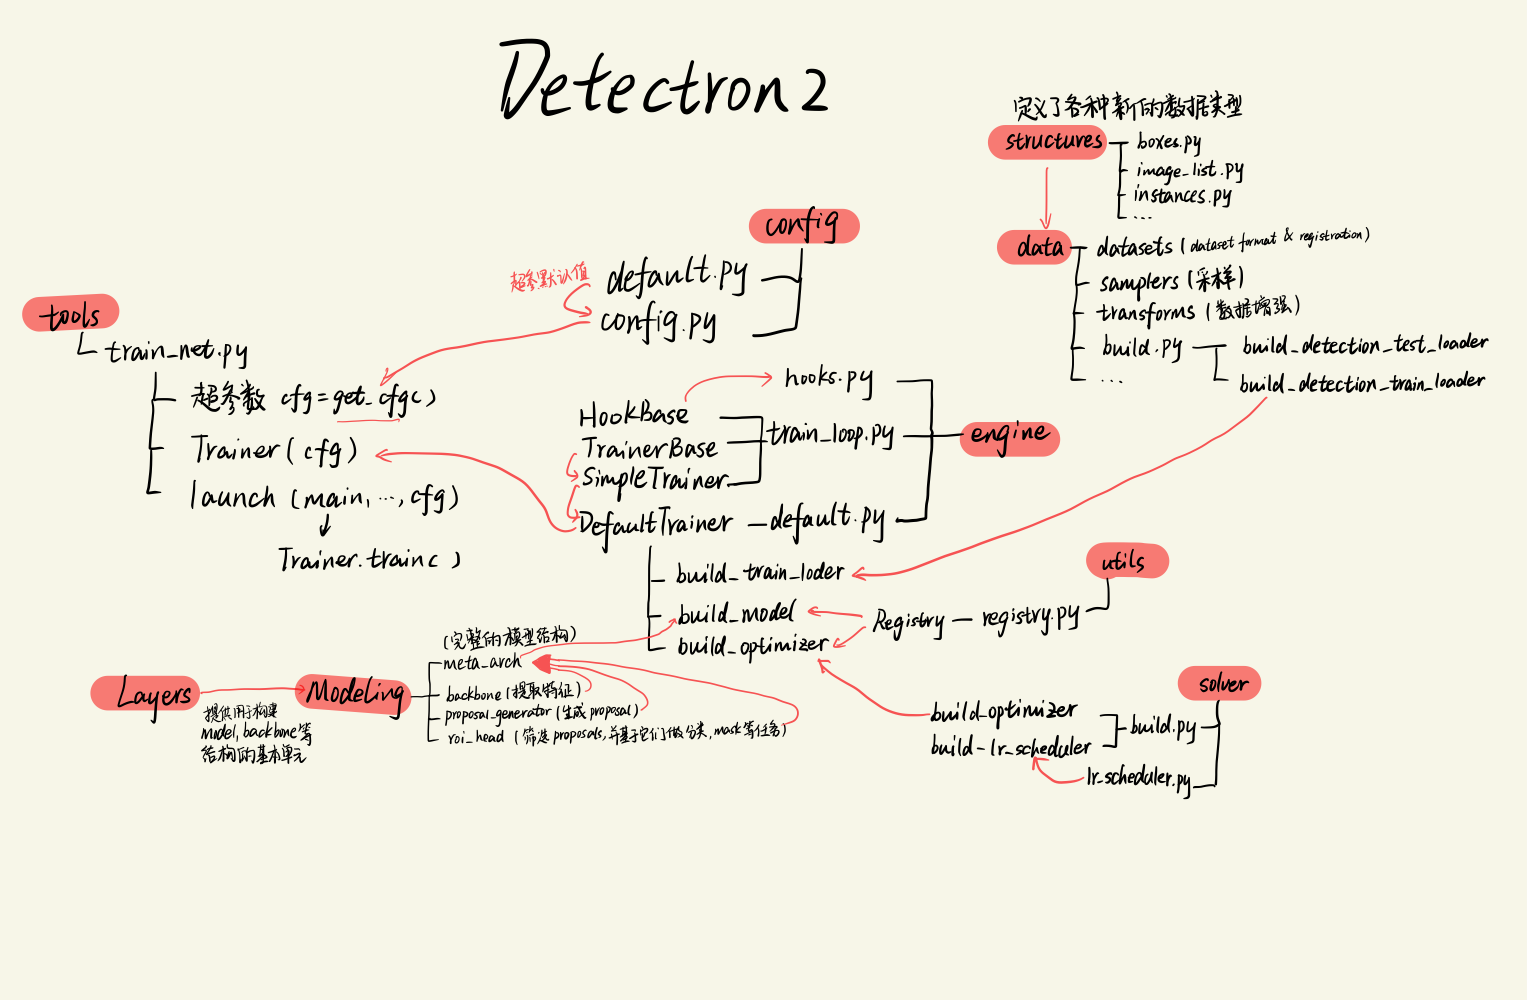 Detectron2
定义了各种新的数据类型
structures
boxes.py
image_list.py
instances.py
...
data
datasets (dataset format & registration)
samplers (采样)
transforms (数据增强)
build.py
build_detection_test_loader
build_detection_train_loader
...
config
超参默认值
default.py
config.py
tools
train_net.py
超参数 cfg=get_cfg()
Trainer(cfg)
launch (main, ..., cfg)
Trainer.train()
hooks.py
HookBase
TrainerBase
SimpleTrainer
train_loop.py
engine
DefaultTrainer
default.py
build_train_loder
build_model
build_optimizer
Registry
registry.py
utils
Layers
提供用于构建
model, backbone等
结构的基本单元
Modeling
(完整的模型结构)
meta_arch
backbone (提取特征)
proposal_generator (生成 proposal)
roi_head (筛选 proposals, 并基于它们做分类, mask等任务)
solver
build-optimizer
build-lr_scheduler
build.py
lr_scheduler.py